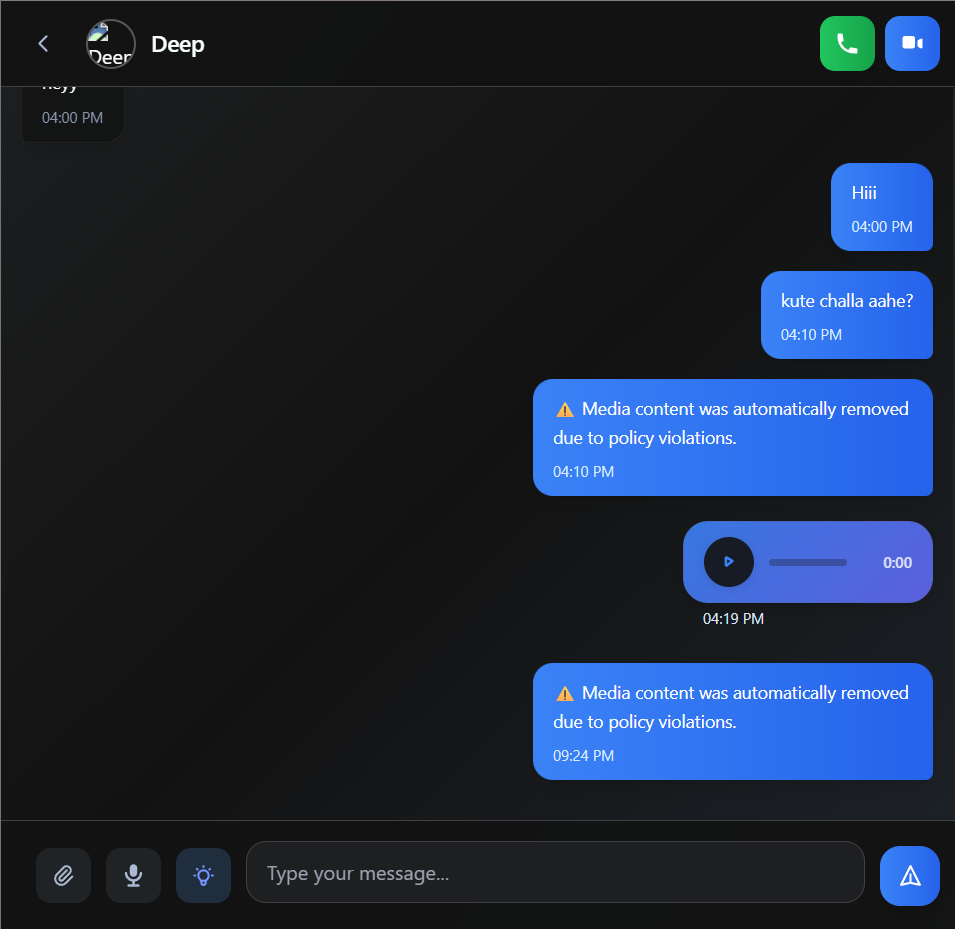 Deep
Deep
heyy
04:00 PM
Hiii
04:00 PM
kute challa aahe?
04:10 PM
⚠️ Media content was automatically removed
due to policy violations.
04:10 PM
0:00
04:19 PM
⚠️ Media content was automatically removed
due to policy violations.
09:24 PM
Type your message...